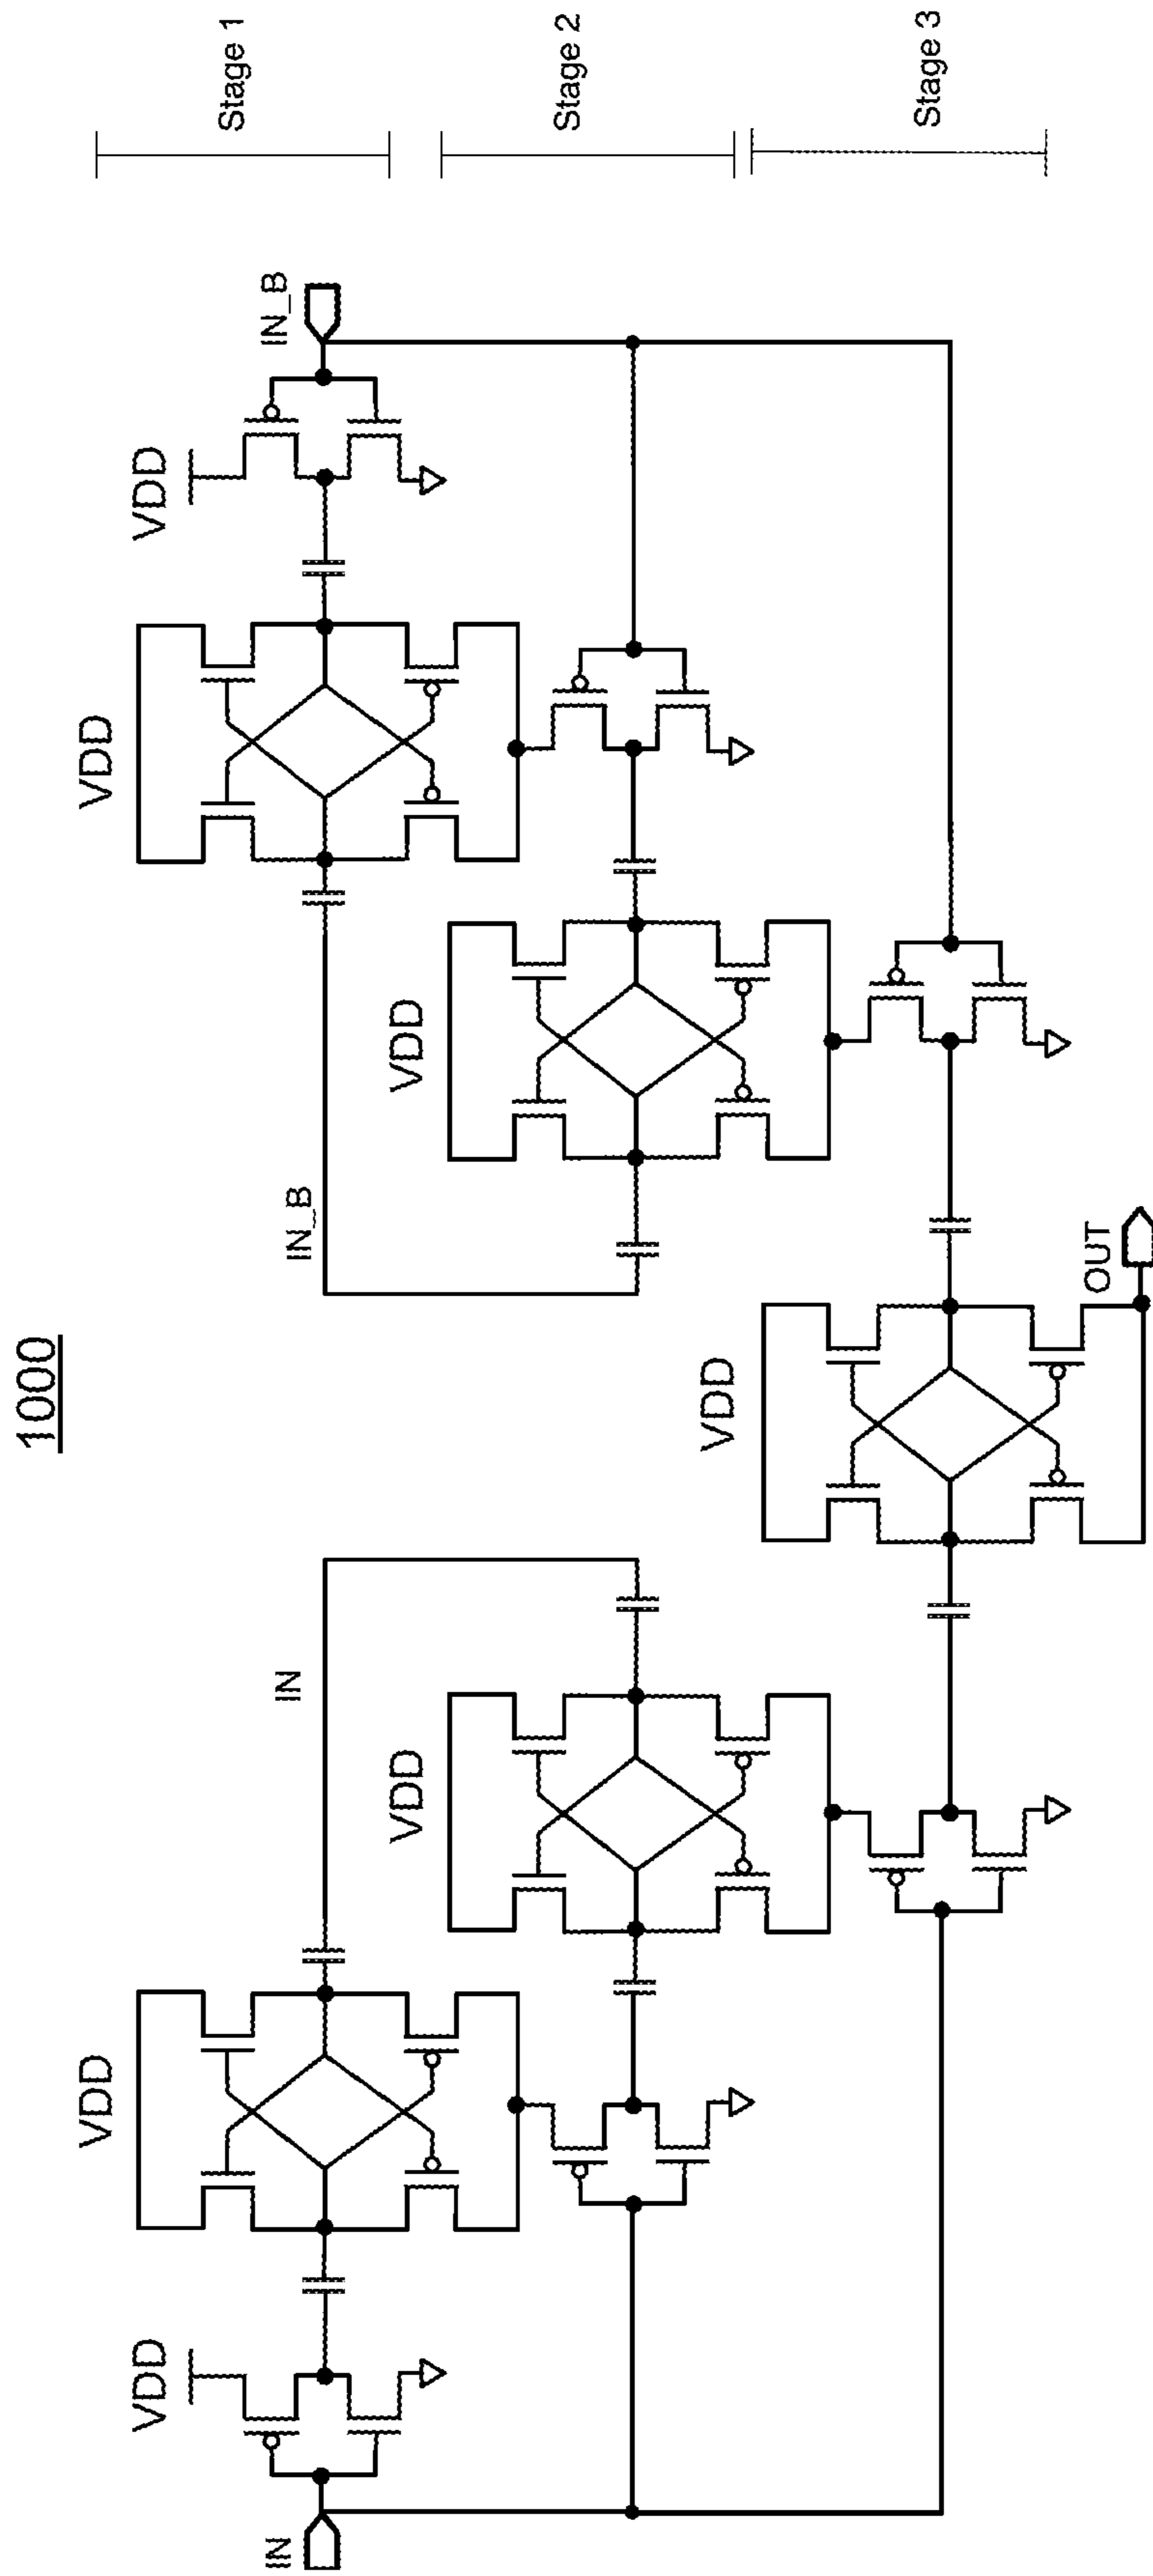 1000
VDD
VDD
VDD
VDD
IN
IN
IN_B
IN_B
Stage 1
VDD
VDD
Stage 2
VDD
OUT
Stage 3